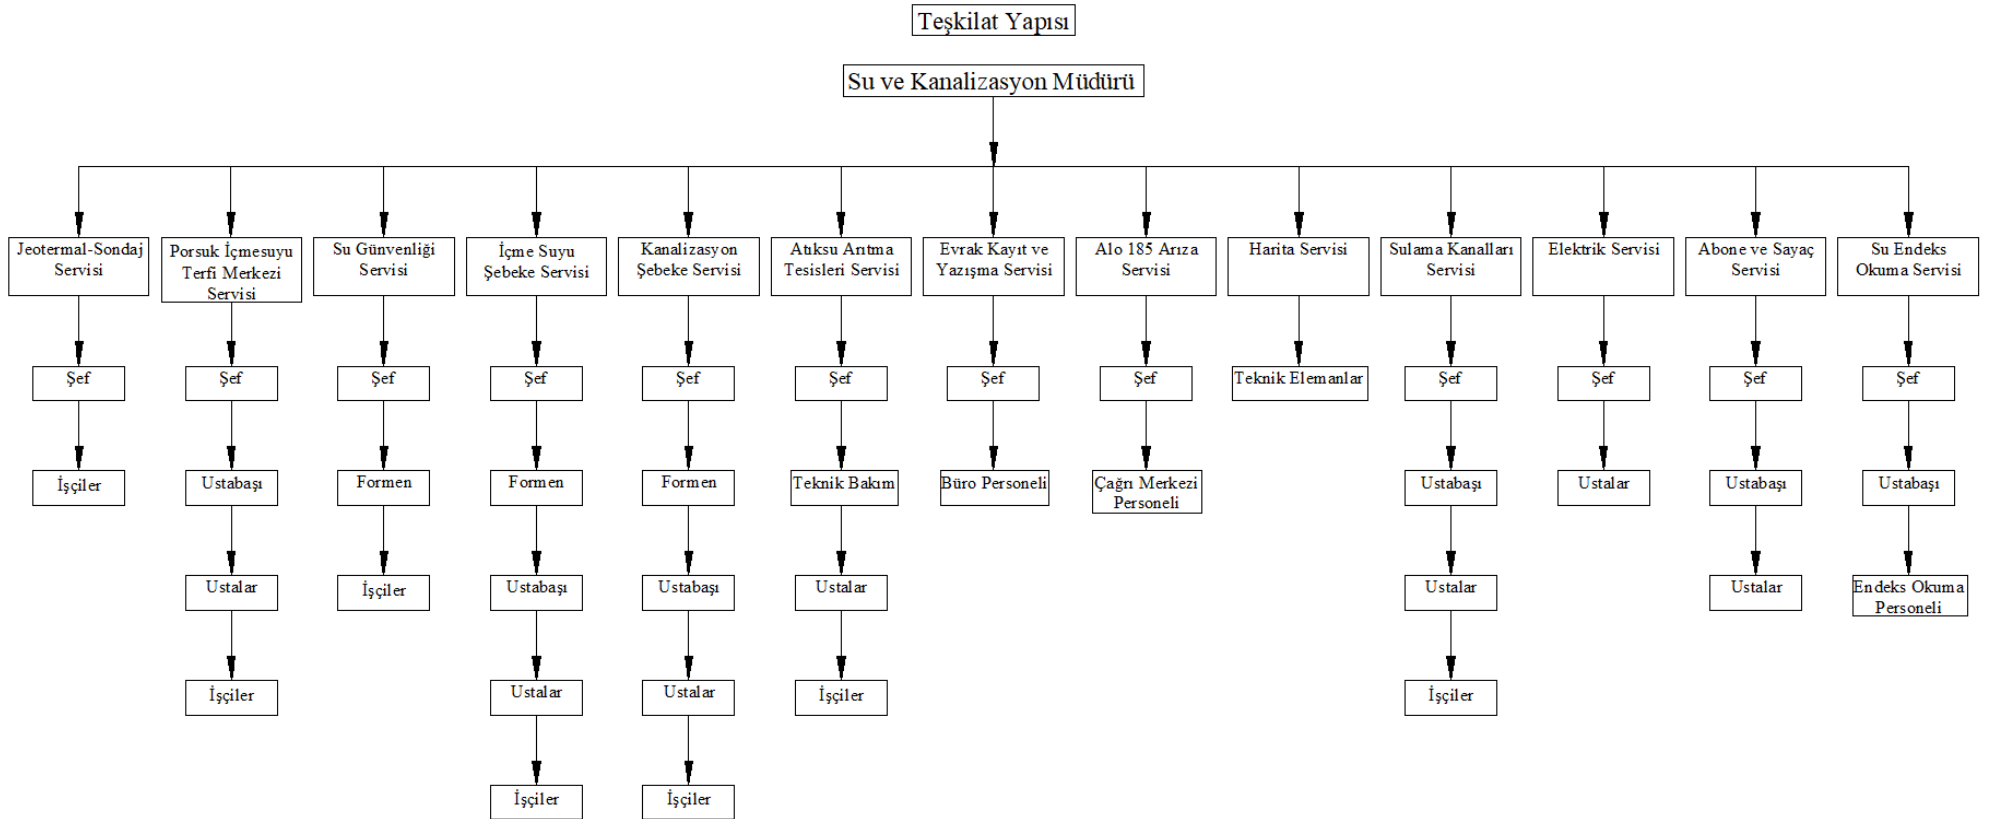 Teşkilat Yapısı
Su ve Kanalizasyon Müdürü
Jeotermal-Sondaj
Servisi
Porsuk İçmesuyu
Terfi Merkezi
Servisi
Su Günvenliği
Servisi
İçme Suyu
Şebeke Servisi
Kanalizasyon
Şebeke Servisi
Atıksu Arıtma
Tesisleri Servisi
Evrak Kayıt ve
Yazışma Servisi
Alo 185 Arıza
Servisi
Harita Servisi
Sulama Kanalları
Servisi
Elektrik Servisi
Abone ve Sayaç
Servisi
Su Endeks
Okuma Servisi
Şef
Şef
Şef
Şef
Şef
Şef
Şef
Şef
Teknik Elemanlar
Şef
Şef
Şef
Şef
İşçiler
Ustabaşı
Formen
Formen
Formen
Teknik Bakım
Büro Personeli
Çağrı Merkezi
Personeli
Ustabaşı
Ustalar
Ustabaşı
Ustabaşı
Ustalar
İşçiler
Ustabaşı
Ustabaşı
Ustalar
Ustalar
Ustalar
Endeks Okuma
Personeli
İşçiler
Ustalar
Ustalar
İşçiler
İşçiler
İşçiler
İşçiler